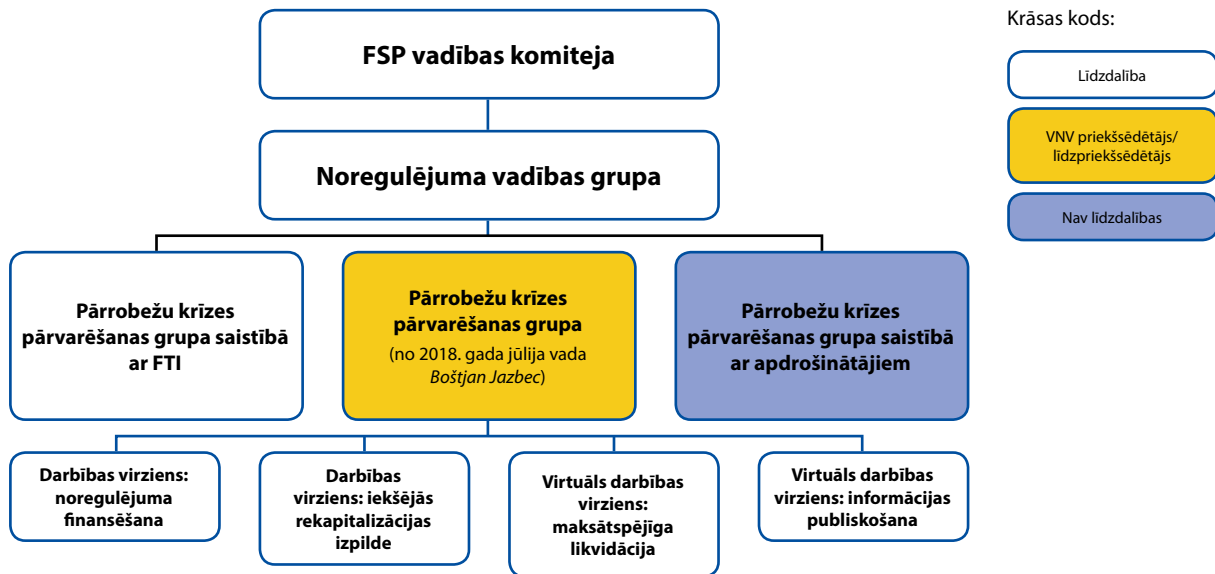 FSP vadības komiteja
Noregulējuma vadības grupa
Pārrobežu krīzes
pārvarēšanas grupa saistībā
ar FTI
Pārrobežu krīzes
pārvarēšanas grupa
(no 2018. gada jūlija vada
Boštjan Jazbec)
Pārrobežu krīzes
pārvarēšanas grupa saistībā
ar apdrošinātājiem
Darbības virziens:
noregulējuma
finansēšana
Darbības
virziens: iekšējās
rekapitalizācijas
izpilde
Virtuāls darbības
virziens:
maksātspējīga
likvidācija
Virtuāls darbības
virziens: informācijas
publiskošana
Krāsas kods:
Līdzdalība
VNV priekšsēdētājs/
līdzpriekšsēdētājs
Nav līdzdalības